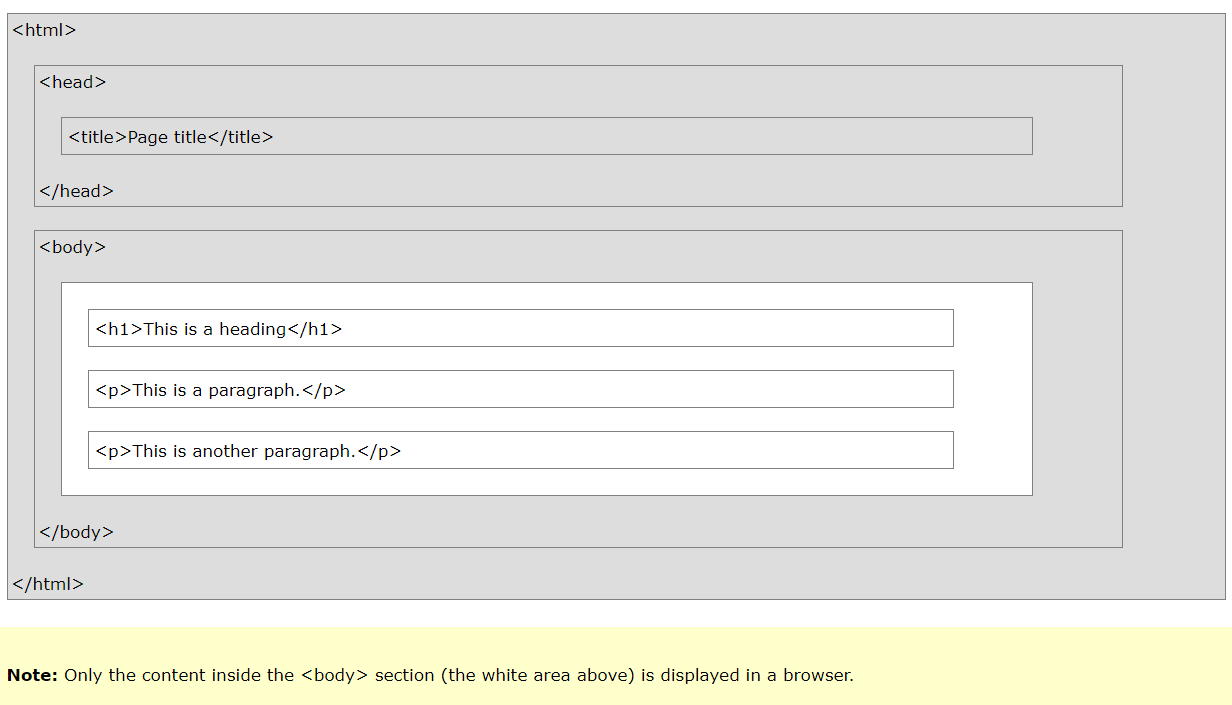 <html>
<head>
<title>Page title</title>
</head>
<body>
<h1>This is a heading</h1>
<p>This is a paragraph.</p>
<p>This is another paragraph.</p>
</body>
</html>
Note: Only the content inside the <body> section (the white area above) is displayed in a browser.